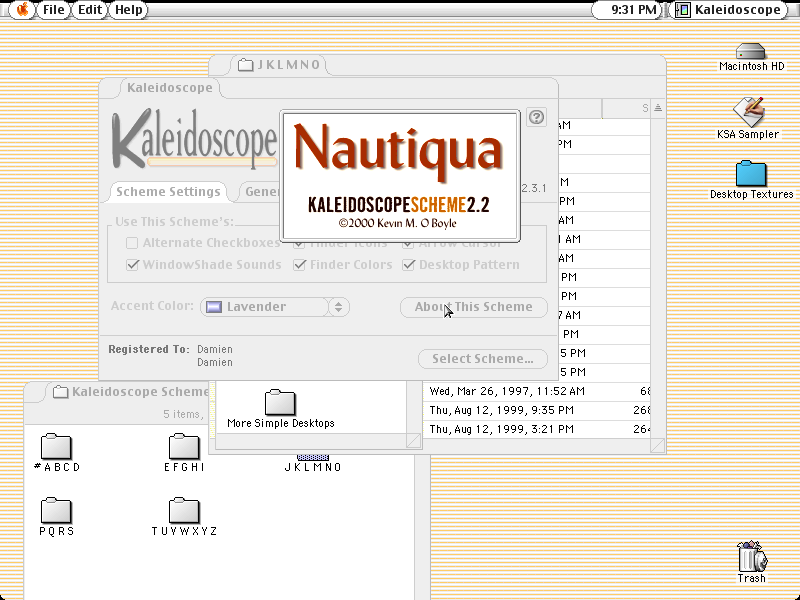 File Edit Help
9:31 PM
Kaleidoscope
JKLMNO
Macintosh HD
KSA Sampler
Desktop Textures
Trash
Kaleidoscope
Kaleidoscope
Nautiqua
KALEIDOSCOPESCHEME2.2
©2000 Kevin M. O Boyle
?
2.3.1
Scheme Settings
Gener
Use This Scheme's:
Alternate Checkboxes
Finder Icons
Arrow Cursor
WindowShade Sounds
Finder Colors
Desktop Pattern
Accent Color:
Lavender
About This Scheme
Registered To: Damien
Damien
Select Scheme...
S
AM
PM
M
PM
AM
1 AM
AM
PM
PM
7 AM
PM
5 PM
5 PM
Wed, Mar 26, 1997, 11:52 AM
68
Thu, Aug 12, 1999, 9:35 PM
268
Thu, Aug 12, 1999, 3:21 PM
264
More Simple Desktops
Kaleidoscope Scheme
5 items,
#ABCD
EFGHI
JKLMNO
PQRS
TUVWXYZ